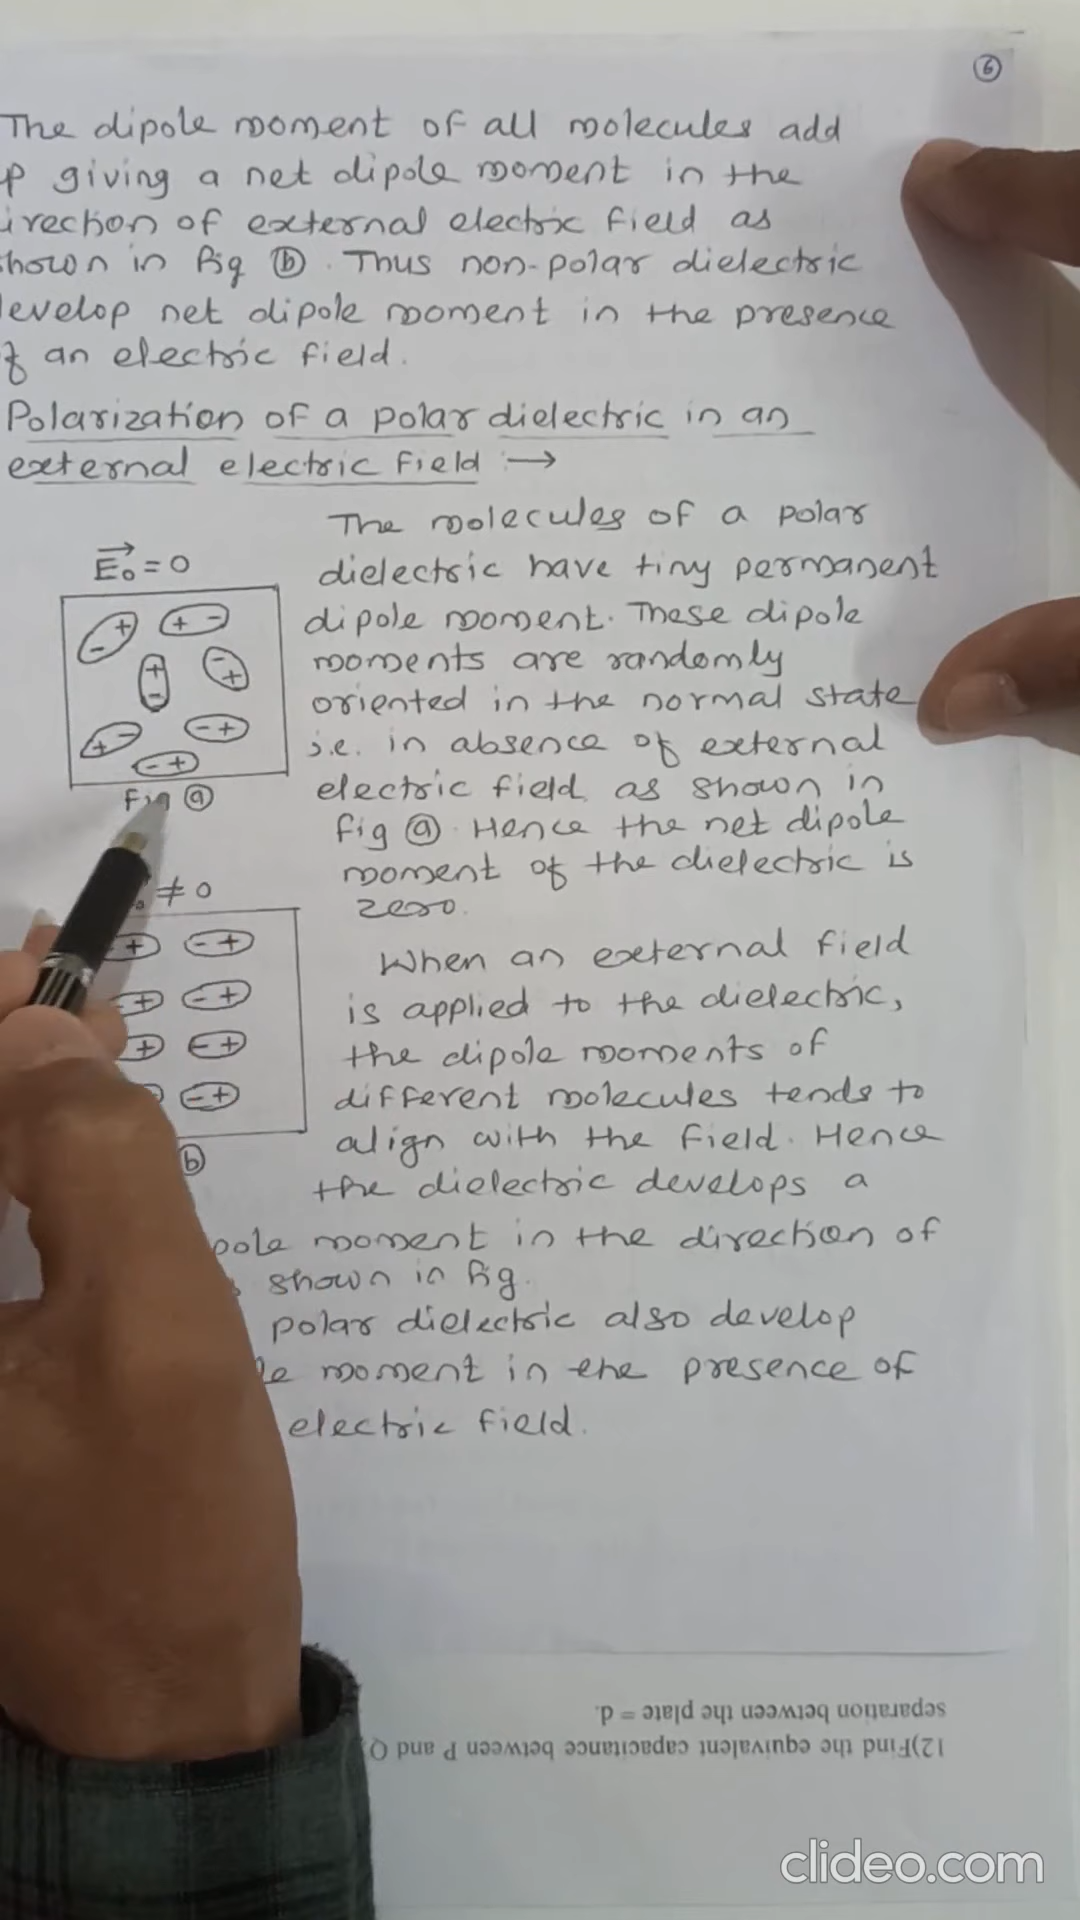 6
The dipole moment of all molecules add
p giving a net dipole moment in the
irection of external electric field as
hown in fig b. Thus non-polar dielectric
evelop net dipole moment in the presence
f an electric field.
Polarization of a polar dielectric in an
external electric field :→
The molecules of a polar
E₀ = 0
dielectric have tiny permanent
dipole moment. These dipole
moments are randomly
oriented in the normal state
i.e. in absence of external
electric field as shown in
fig a
fig a. Hence the net dipole
moment of the dielectric is
zero.
₀ ≠ 0
When an external field
is applied to the dielectric,
the dipole moments of
different molecules tends to
align with the field. Hence
b
the dielectric develops a
pole moment in the direction of
shown in fig.
polar dielectric also develop
le moment in the presence of
electric field.
separation between the plate = d.
12)Find the equivalent capacitance between P and Q
clideo.com